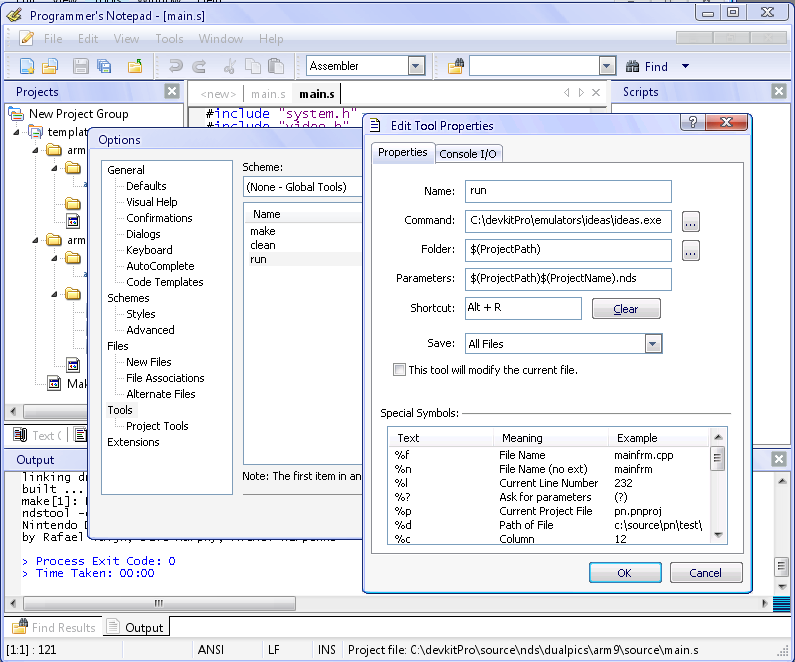 Programmer's Notepad - [main.s]
File Edit View Tools Window Help
Assembler
Find
Projects
<new> main.s main.s
Scripts
New Project Group
#include "system.h"
#include "video.h"
templat
arm
arm
Mak
Text (
Options
General
Defaults
Visual Help
Confirmations
Dialogs
Keyboard
AutoComplete
Code Templates
Schemes
Styles
Advanced
Files
New Files
File Associations
Alternate Files
Tools
Project Tools
Extensions
Scheme:
(None - Global Tools)
Name
make
clean
run
Note: The first item in an
Edit Tool Properties
Properties Console I/O
Name: run
Command: C:\devkitPro\emulators\ideas\ideas.exe ...
Folder: $(ProjectPath) ...
Parameters: $(ProjectPath)$(ProjectName).nds
Shortcut: Alt + R Clear
Save: All Files
This tool will modify the current file.
Special Symbols:
Text Meaning Example
%f File Name mainfrm.cpp
%n File Name (no ext) mainfrm
%l Current Line Number 232
%? Ask for parameters (?)
%p Current Project File pn.pnproj
%d Path of File c:\source\pn\test\
%c Column 12
OK Cancel
Output
linking
built ...
make[1]:
ndstool
Nintendo
by Rafael
> Process Exit Code: 0
> Time Taken: 00:00
Find Results Output
[1:1] : 121 ANSI LF INS Project file: C:\devkitPro\source\nds\dualpics\arm9\source\main.s